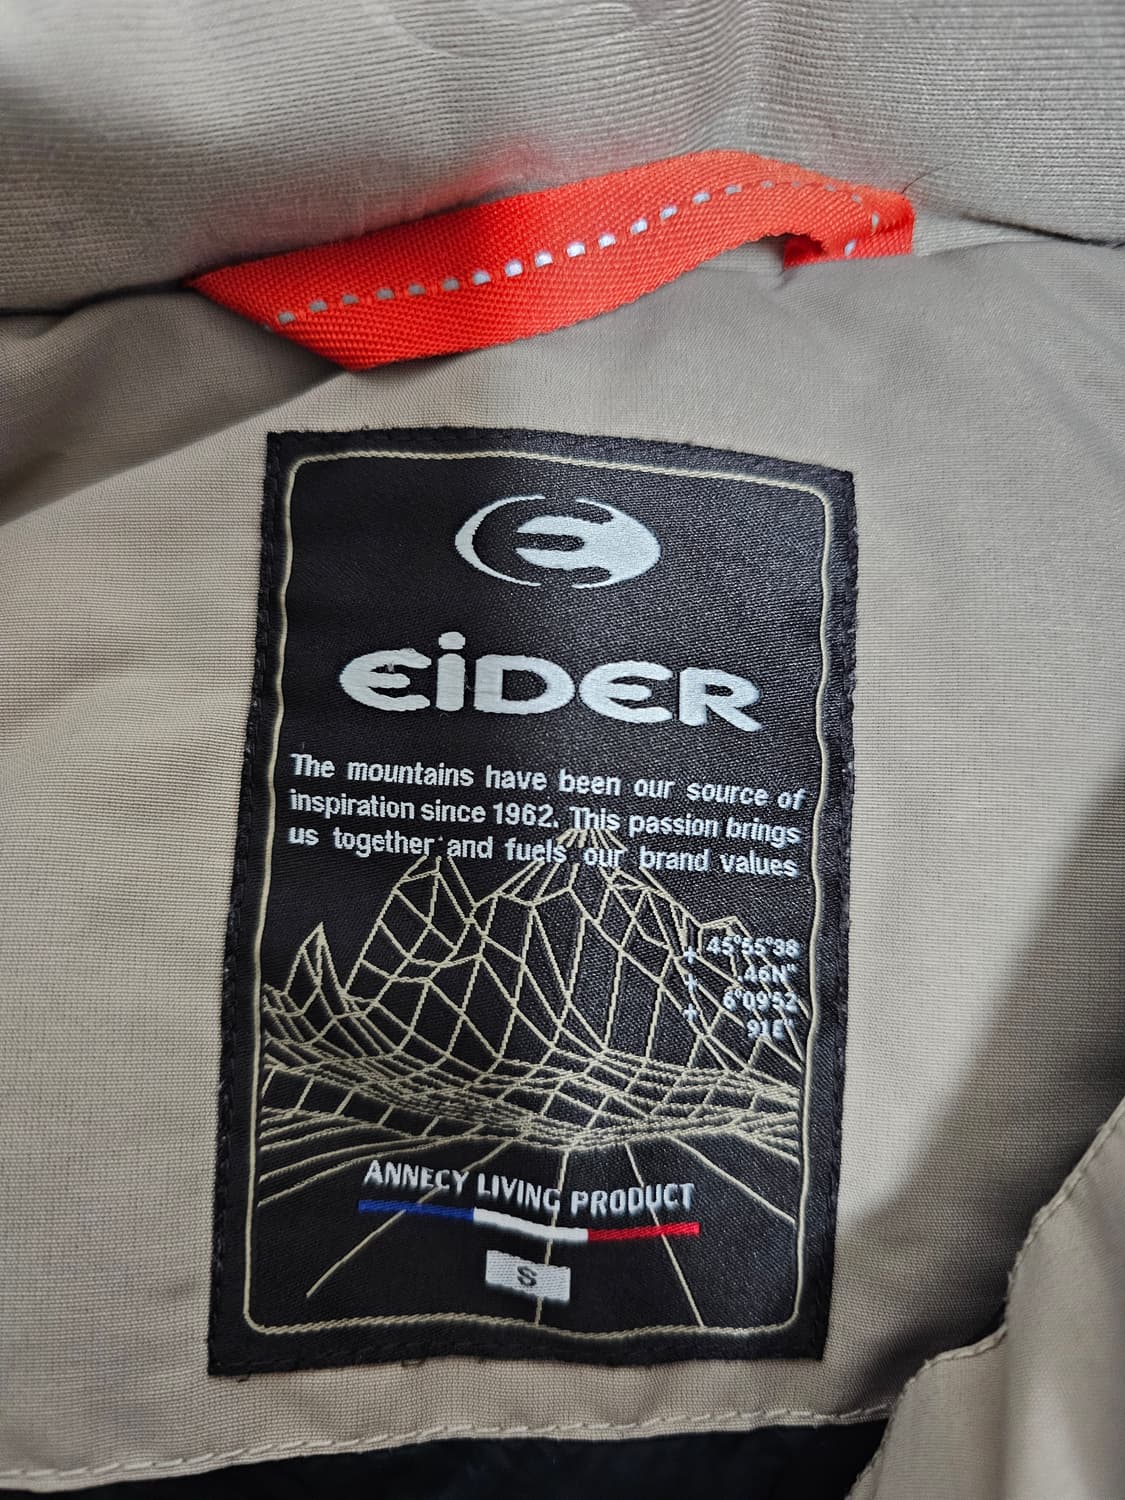 EiDER
The mountains have been our source of
inspiration since 1962. This passion brings
us together and fuels our brand values
45°55°38
.46N"
6°09'52
91E"
ANNECY LIVING PRODUCT
S